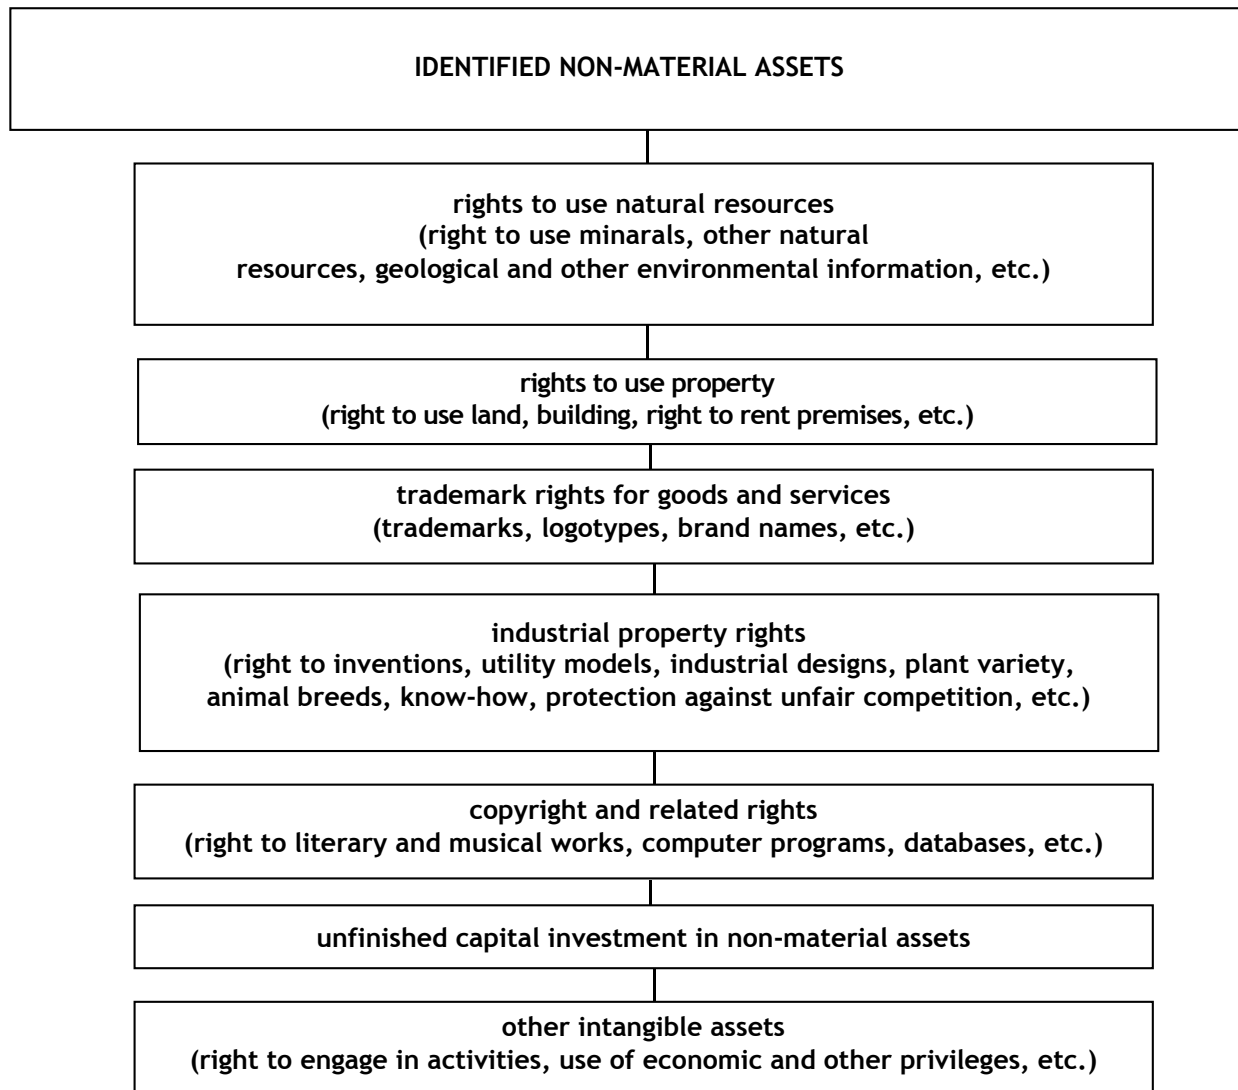 IDENTIFIED NON-MATERIAL ASSETS
rights to use natural resources
(right to use minarals, other natural
resources, geological and other environmental information, etc.)
rights to use property
(right to use land, building, right to rent premises, etc.)
trademark rights for goods and services
(trademarks, logotypes, brand names, etc.)
industrial property rights
(right to inventions, utility models, industrial designs, plant variety,
animal breeds, know-how, protection against unfair competition, etc.)
copyright and related rights
(right to literary and musical works, computer programs, databases, etc.)
unfinished capital investment in non-material assets
other intangible assets
(right to engage in activities, use of economic and other privileges, etc.)